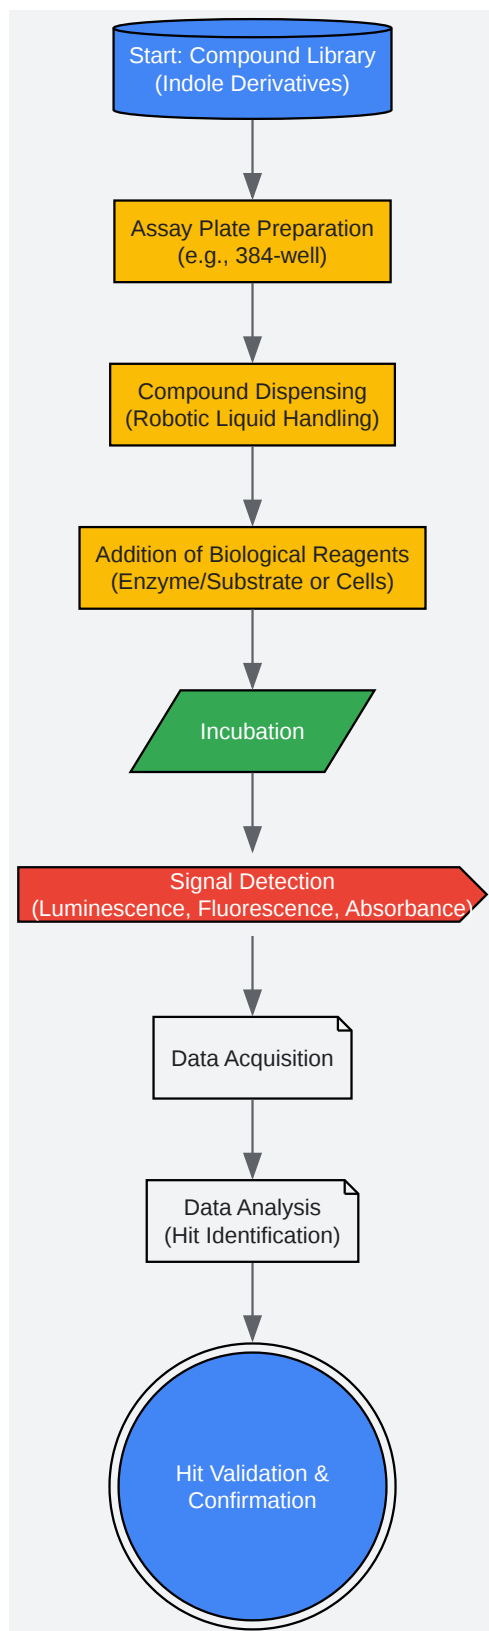 Start: Compound Library
(Indole Derivatives)
Assay Plate Preparation
(e.g., 384-well)
Compound Dispensing
(Robotic Liquid Handling)
Addition of Biological Reagents
(Enzyme/Substrate or Cells)
Incubation
Signal Detection
(Luminescence, Fluorescence, Absorbance)
Data Acquisition
Data Analysis
(Hit Identification)
Hit Validation &
Confirmation